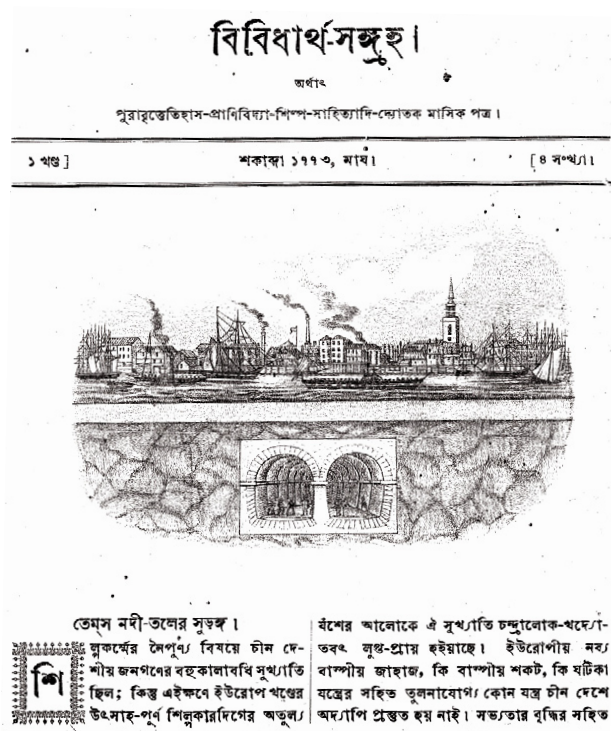 বিবিধার্থ-সঙ্গ্রহ।
অর্থাৎ
পুরাবৃত্তেতিহাস-প্রাণিবিদ্যা-শিল্প-সাহিত্যাদি-দ্যোতক মাসিক পত্র।
১ খণ্ড]
শকাব্দা ১৭৭৩, মাঘ।
[৪ সংখ্যা।
তেম্‌স নদী-তলের সুড়ঙ্গ।
শিল্পকর্ম্মের নৈপুণ্য বিষয়ে চীন দে-
শীয় জনগণের বহুকালাবধি সুখ্যাতি
ছিল; কিন্তু এইক্ষণে ইউরোপ খণ্ডের
উৎসাহ-পূর্ণ শিল্পকারদিগের অতুল্য
যশের আলোকে ঐ সুখ্যাতি চন্দ্রালোক-খদ্যো-
তবৎ লুপ্ত-প্রায় হইয়াছে। ইউরোপীয় নব্য
বাষ্পীয় জাহাজ, কি বাষ্পীয় শকট, কি ঘটিকা
যন্ত্রের সহিত তুলনাযোগ্য কোন যন্ত্র চীন দেশে
অদ্যাপি প্রস্তুত হয় নাই। সভ্যতার বৃদ্ধির সহিত